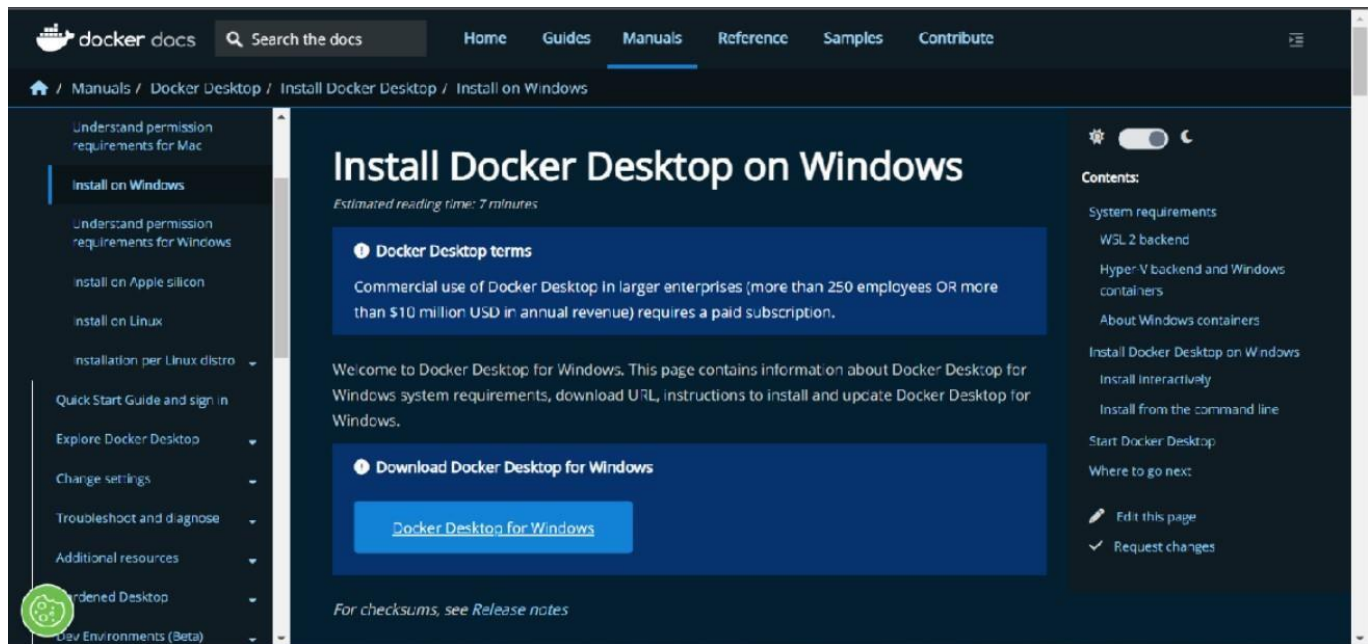 docker docs
Search the docs
Home Guides Manuals Reference Samples Contribute
/ Manuals / Docker Desktop / Install Docker Desktop / Install on Windows
Understand permission
requirements for Mac
Install on Windows
Understand permission
requirements for Windows
Install on Apple silicon
Install on Linux
Installation per Linux distro
Quick Start Guide and sign in
Explore Docker Desktop
Change settings
Troubleshoot and diagnose
Additional resources
Desktop
Dev Environments (Beta)
Install Docker Desktop on Windows
Estimated reading time: 7 minutes
Docker Desktop terms
Commercial use of Docker Desktop in larger enterprises (more than 250 employees OR more
than $10 million USD in annual revenue) requires a paid subscription.
Welcome to Docker Desktop for Windows. This page contains information about Docker Desktop for
Windows system requirements, download URL, instructions to install and update Docker Desktop for
Windows.
Download Docker Desktop for Windows
Docker Desktop for Windows
For checksums, see Release notes
Contents:
System requirements
WSL 2 backend
Hyper-V backend and Windows
containers
About Windows containers
Install Docker Desktop on Windows
Install interactively
Install from the command line
Start Docker Desktop
Where to go next
Edit this page
Request changes